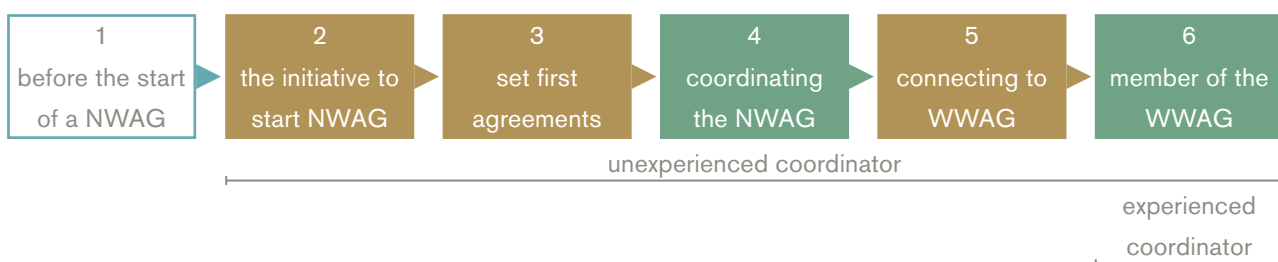 1
before the start
of a NWAG
2
the initiative to
start NWAG
3
set first
agreements
4
coordinating
the NWAG
5
connecting to
WWAG
6
member of the
WWAG
unexperienced coordinator
experienced
coordinator